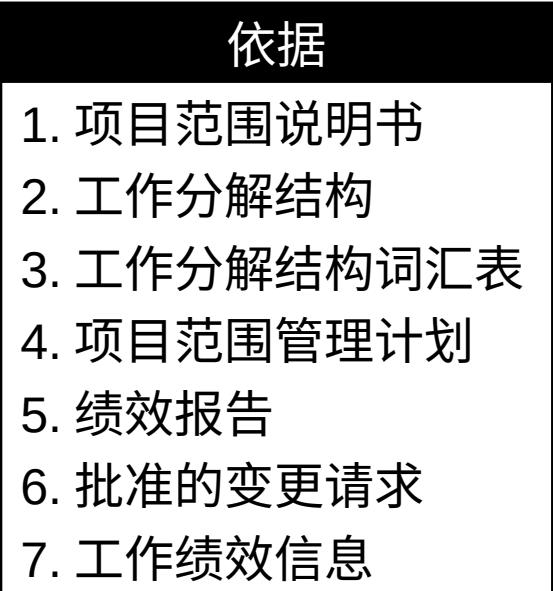 依据
1. 项目范围说明书
2. 工作分解结构
3. 工作分解结构词汇表
4. 项目范围管理计划
5. 绩效报告
6. 批准的变更请求
7. 工作绩效信息